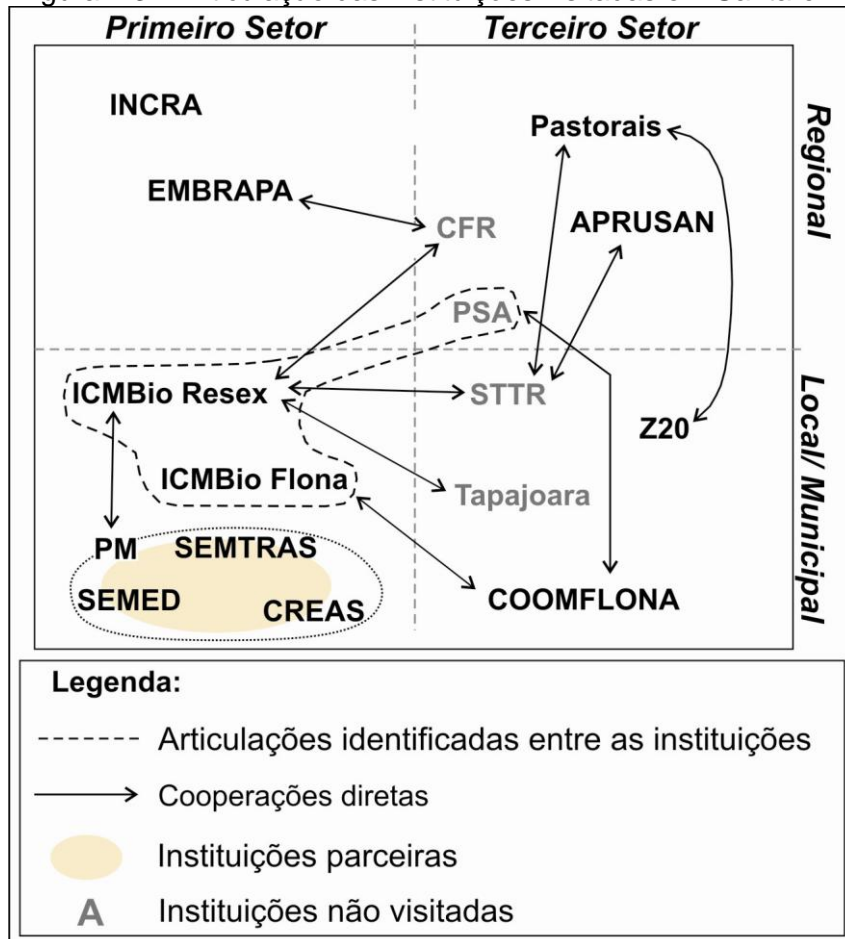 Primeiro Setor
Terceiro Setor
INCRA
Pastorais
Regional
EMBRAPA
CFR
APRUSAN
PSA
ICMBio Resex
STTR
Z20
Local/ Municipal
ICMBio Flona
Tapajoara
PM
SEMTRAS
SEMED
CREAS
COOMFLONA
Legenda:
Articulações identificadas entre as instituições
Cooperações diretas
Instituições parceiras
A Instituições não visitadas